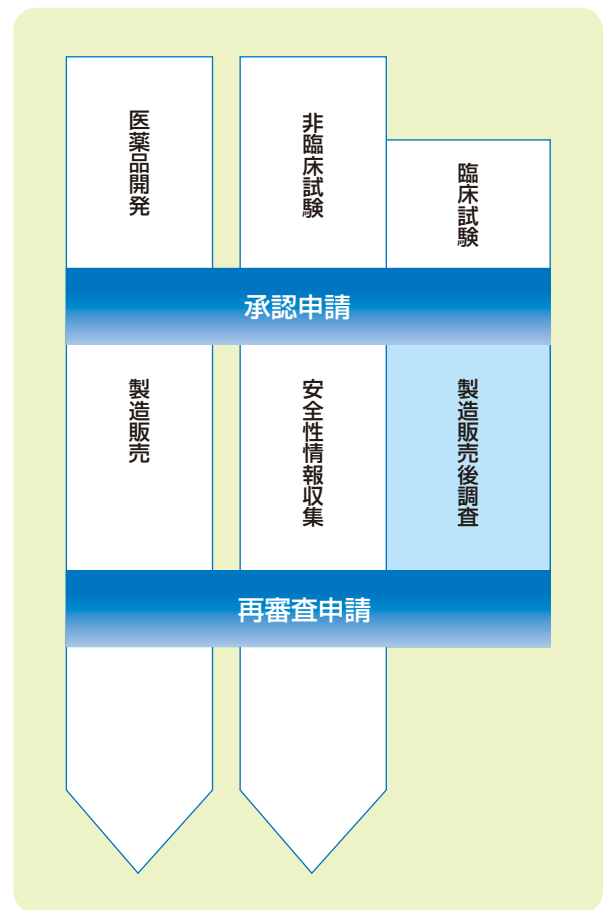 医薬品開発
非臨床試験
臨床試験
承認申請
製造販売
安全性情報収集
製造販売後調査
再審査申請